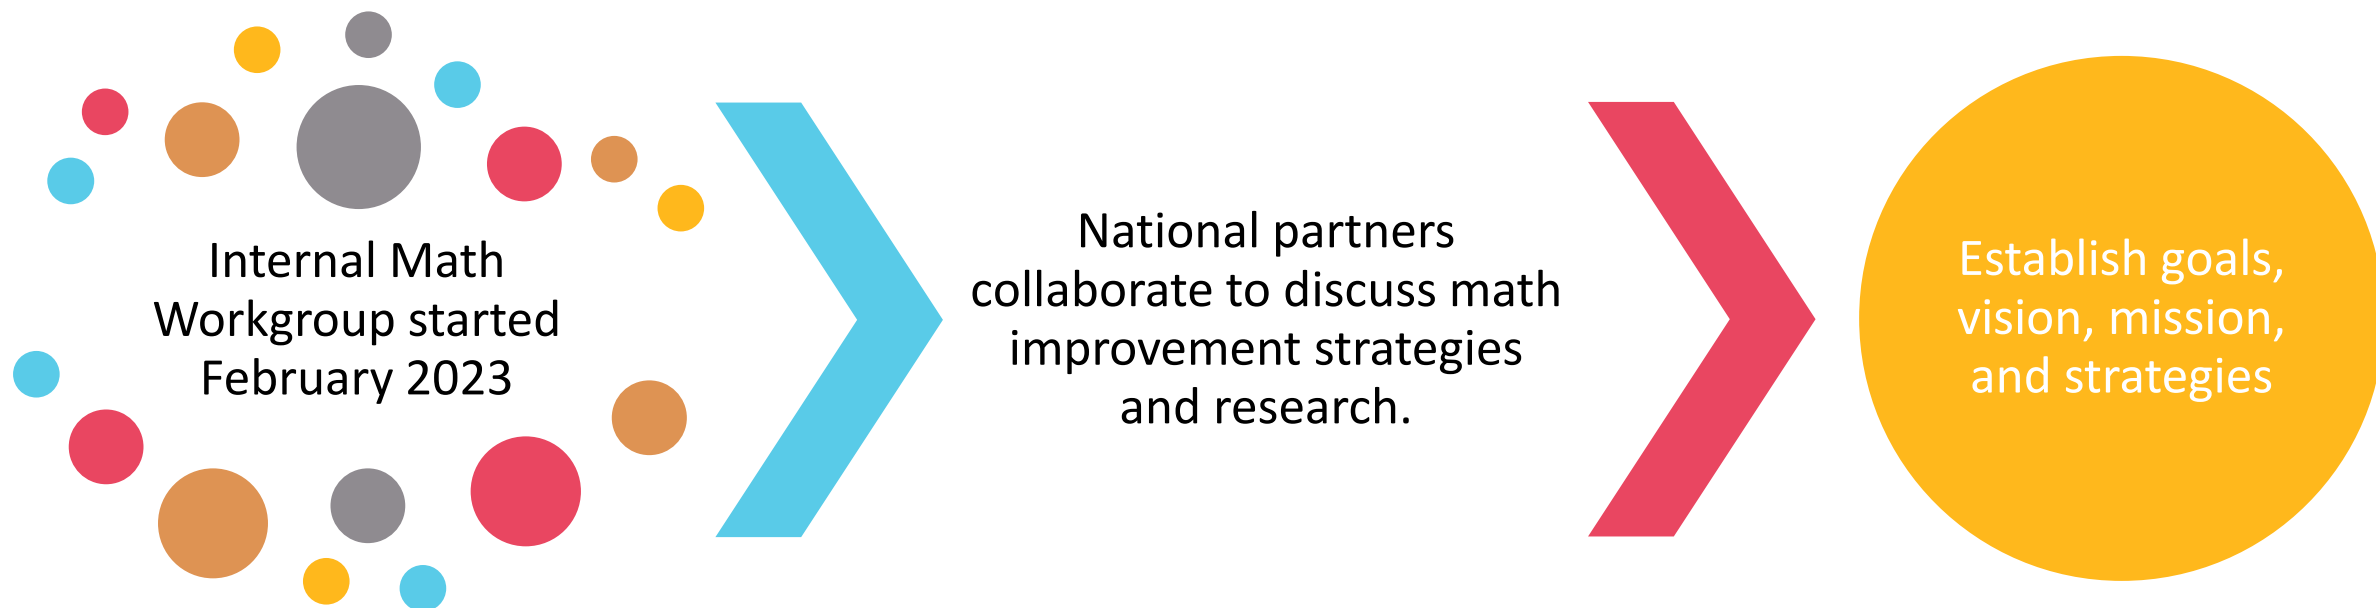 Internal Math
Workgroup started
February 2023
National partners
collaborate to discuss math
improvement strategies
and research.
Establish goals,
vision, mission,
and strategies